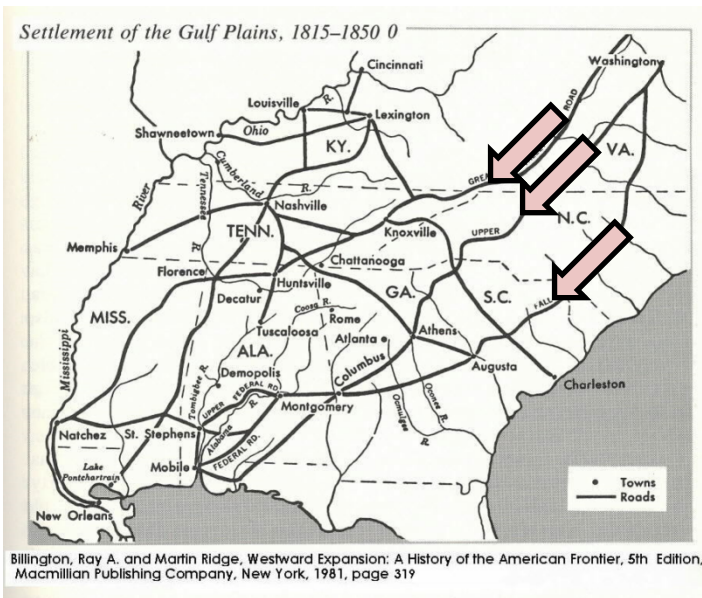 Settlement of the Gulf Plains, 1815–1850 0
Washington
Cincinnati
Louisville
R.
Lexington
ROAD
Shawneetown
Ohio
KY.
VA.
Cumberland
R.
GREA
River
Tennessee
Nashville
N.C.
TENN.
Knoxville
UPPER
Memphis
R.
Chattanooga
Florence
Huntsville
Decatur
GA.
S.C.
FALL
Coosa R.
MISS.
Rome
Tuscaloosa
Atlanta
Athens
ALA.
Mississippi
Demopolis
Columbus
Augusta
Tombigbee R.
UPPER FEDERAL RD.
Charleston
Montgomery
Oconee R.
Ocmulgee R.
Natchez
St. Stephens
Alabama R.
FEDERAL RD.
Lake Pontchartrain
Mobile
Towns
Roads
New Orleans
Billington, Ray A. and Martin Ridge, Westward Expansion: A History of the American Frontier, 5th Edition,
Macmillian Publishing Company, New York, 1981, page 319